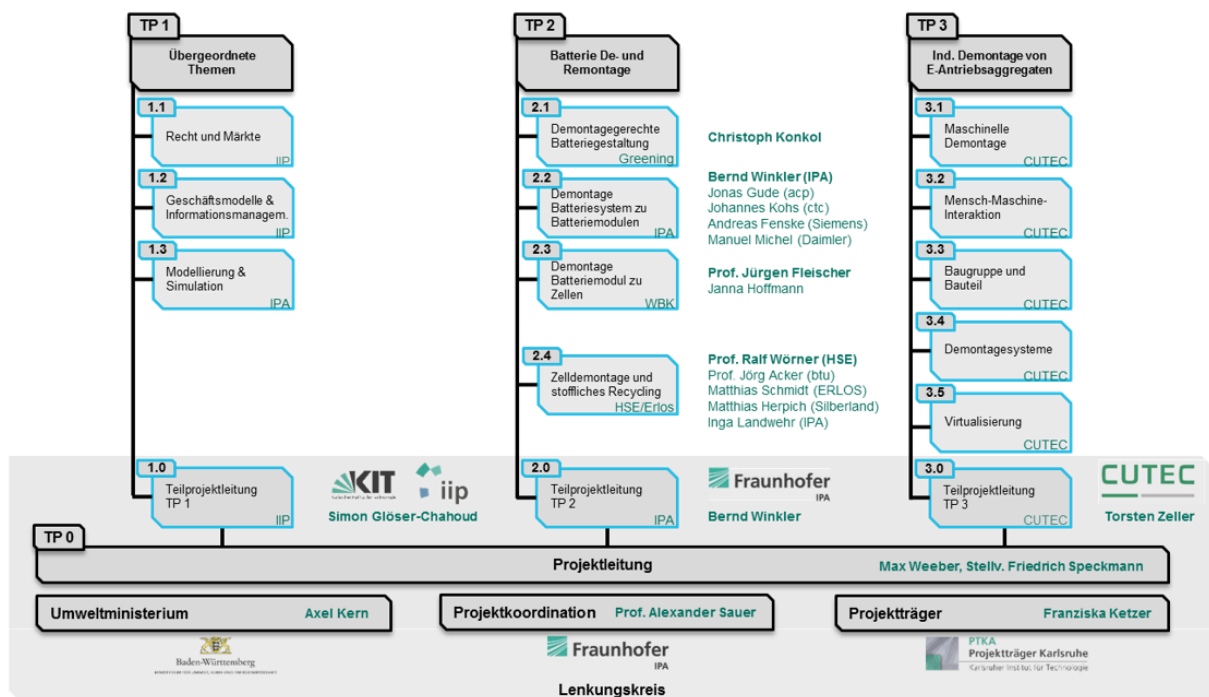 TP 1
Übergeordnete
Themen
1.1
Recht und Märkte
IIP
1.2
Geschäftsmodelle &
Informationsmanagem.
IIP
1.3
Modellierung &
Simulation
IPA
1.0
Teilprojektleitung
TP 1
IIP
KIT
iip
Simon Glöser-Chahoud
TP 2
Batterie De- und
Remontage
2.1
Demontagegerechte
Batteriegestaltung
Greening
Christoph Konkol
2.2
Demontage
Batteriesystem zu
Batteriemodulen
IPA
Bernd Winkler (IPA)
Jonas Gude (acp)
Johannes Kohs (ctc)
Andreas Fenske (Siemens)
Manuel Michel (Daimler)
2.3
Demontage
Batteriemodul zu
Zellen
WBK
Prof. Jürgen Fleischer
Janna Hoffmann
2.4
Zelldemontage und
stoffliches Recycling
HSE/Erlos
Prof. Ralf Wörner (HSE)
Prof. Jörg Acker (btu)
Matthias Schmidt (ERLOS)
Matthias Herpich (Silberland)
Inga Landwehr (IPA)
2.0
Teilprojektleitung
TP 2
IPA
Fraunhofer
IPA
Bernd Winkler
TP 3
Ind. Demontage von
E-Antriebsaggregaten
3.1
Maschinelle
Demontage
CUTEC
3.2
Mensch-Maschine-
Interaktion
CUTEC
3.3
Baugruppe und
Bauteil
CUTEC
3.4
Demontagesysteme
CUTEC
3.5
Virtualisierung
CUTEC
3.0
Teilprojektleitung
TP 3
CUTEC
CUTEC
Torsten Zeller
TP 0
Projektleitung
Max Weeber, Stellv. Friedrich Speckmann
Umweltministerium
Axel Kern
Projektkoordination
Prof. Alexander Sauer
Projektträger
Franziska Ketzer
Baden-Württemberg
Fraunhofer
IPA
PTKA
Projektträger Karlsruhe
Karlsruher Institut für Technologie
Lenkungskreis